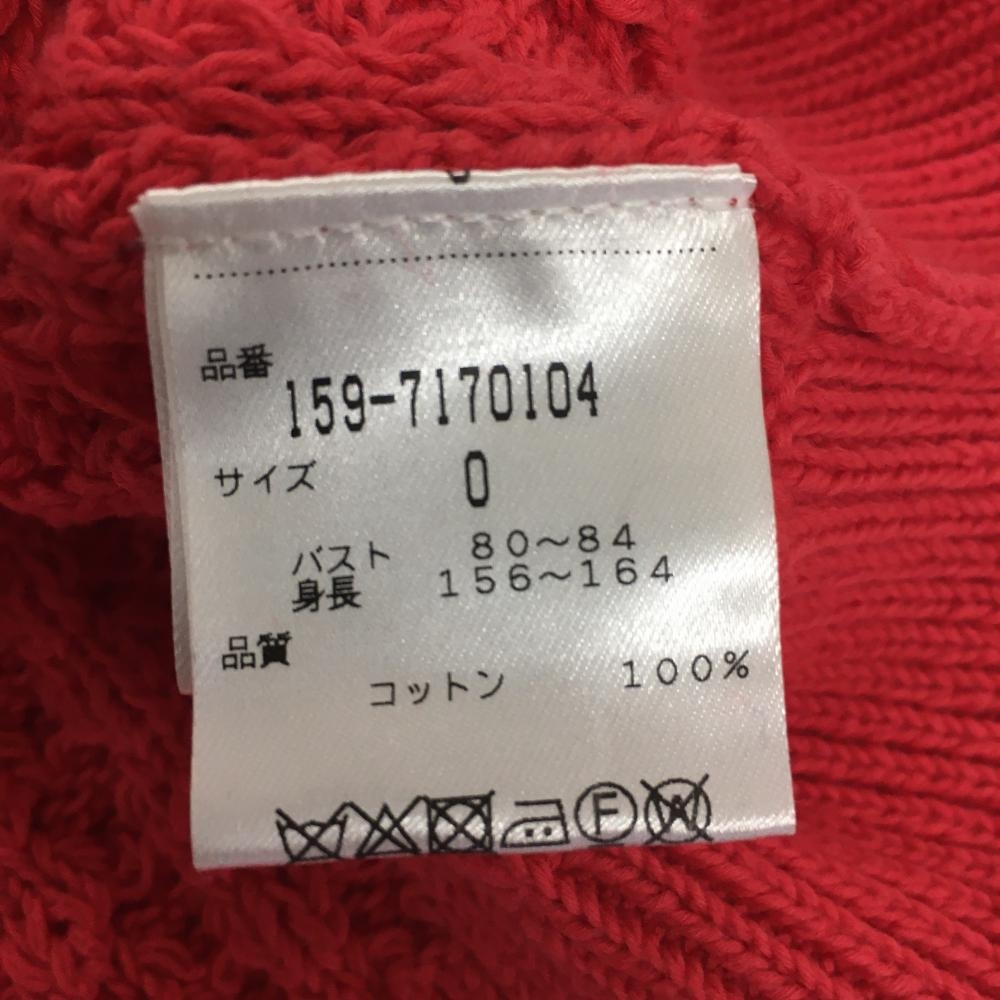 品番
159-7170104
サイズ 0
バスト 80〜84
身長 156〜164
品質
コットン 100%
F W